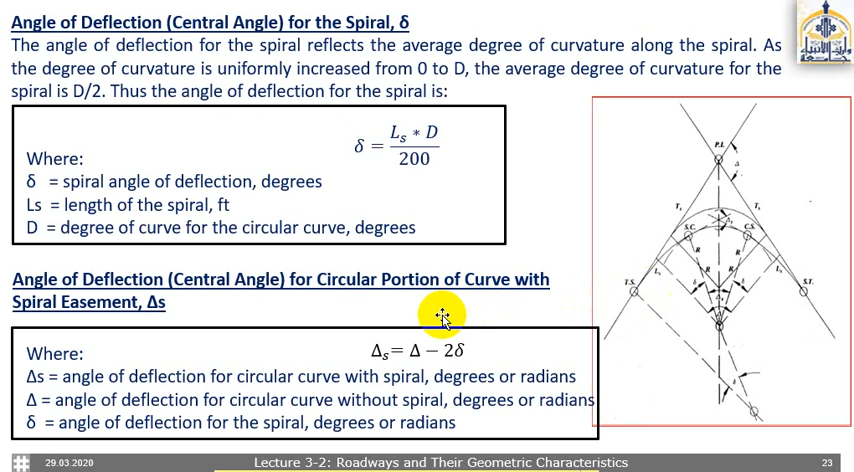 Angle of Deflection (Central Angle) for the Spiral, δ
The angle of deflection for the spiral reflects the average degree of curvature along the spiral. As
the degree of curvature is uniformly increased from 0 to D, the average degree of curvature for the
spiral is D/2. Thus the angle of deflection for the spiral is:
δ = Ls * D / 200
Where:
δ = spiral angle of deflection, degrees
Ls = length of the spiral, ft
D = degree of curve for the circular curve, degrees
Angle of Deflection (Central Angle) for Circular Portion of Curve with
Spiral Easement, Δs
Δs = Δ − 2δ
Where:
Δs = angle of deflection for circular curve with spiral, degrees or radians
Δ = angle of deflection for circular curve without spiral, degrees or radians
δ = angle of deflection for the spiral, degrees or radians
P.I.
Δ
Ts Ts
Δs
S.C. C.S.
R R
Ls R R Ls
T.S. δ δ S.T.
Δs
δ
29.03.2020 Lecture 3-2: Roadways and Their Geometric Characteristics 23